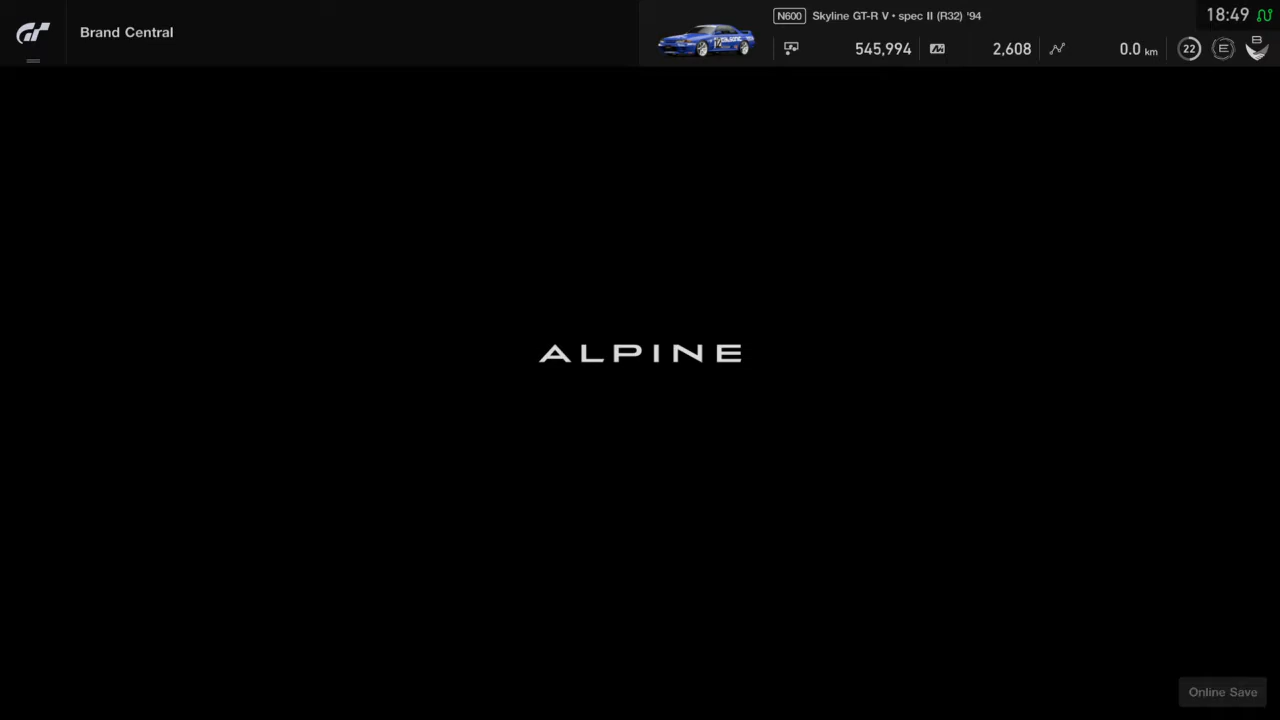 Brand Central
N600 Skyline GT-R V • spec II (R32) '94
18:49
545,994
2,608
0.0 km
22
E
B
ALPINE
Online Save